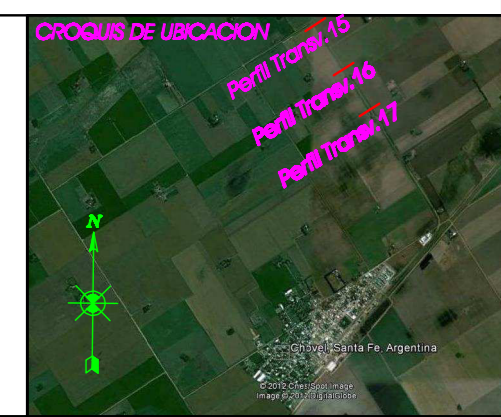 CROQUIS DE UBICACION
Perfil Transv.15
Perfil Transv.16
Perfil Transv.17
N
Chovet, Santa Fe, Argentina
© 2012 Cnes/Spot Image
Image © 2012 DigitalGlobe